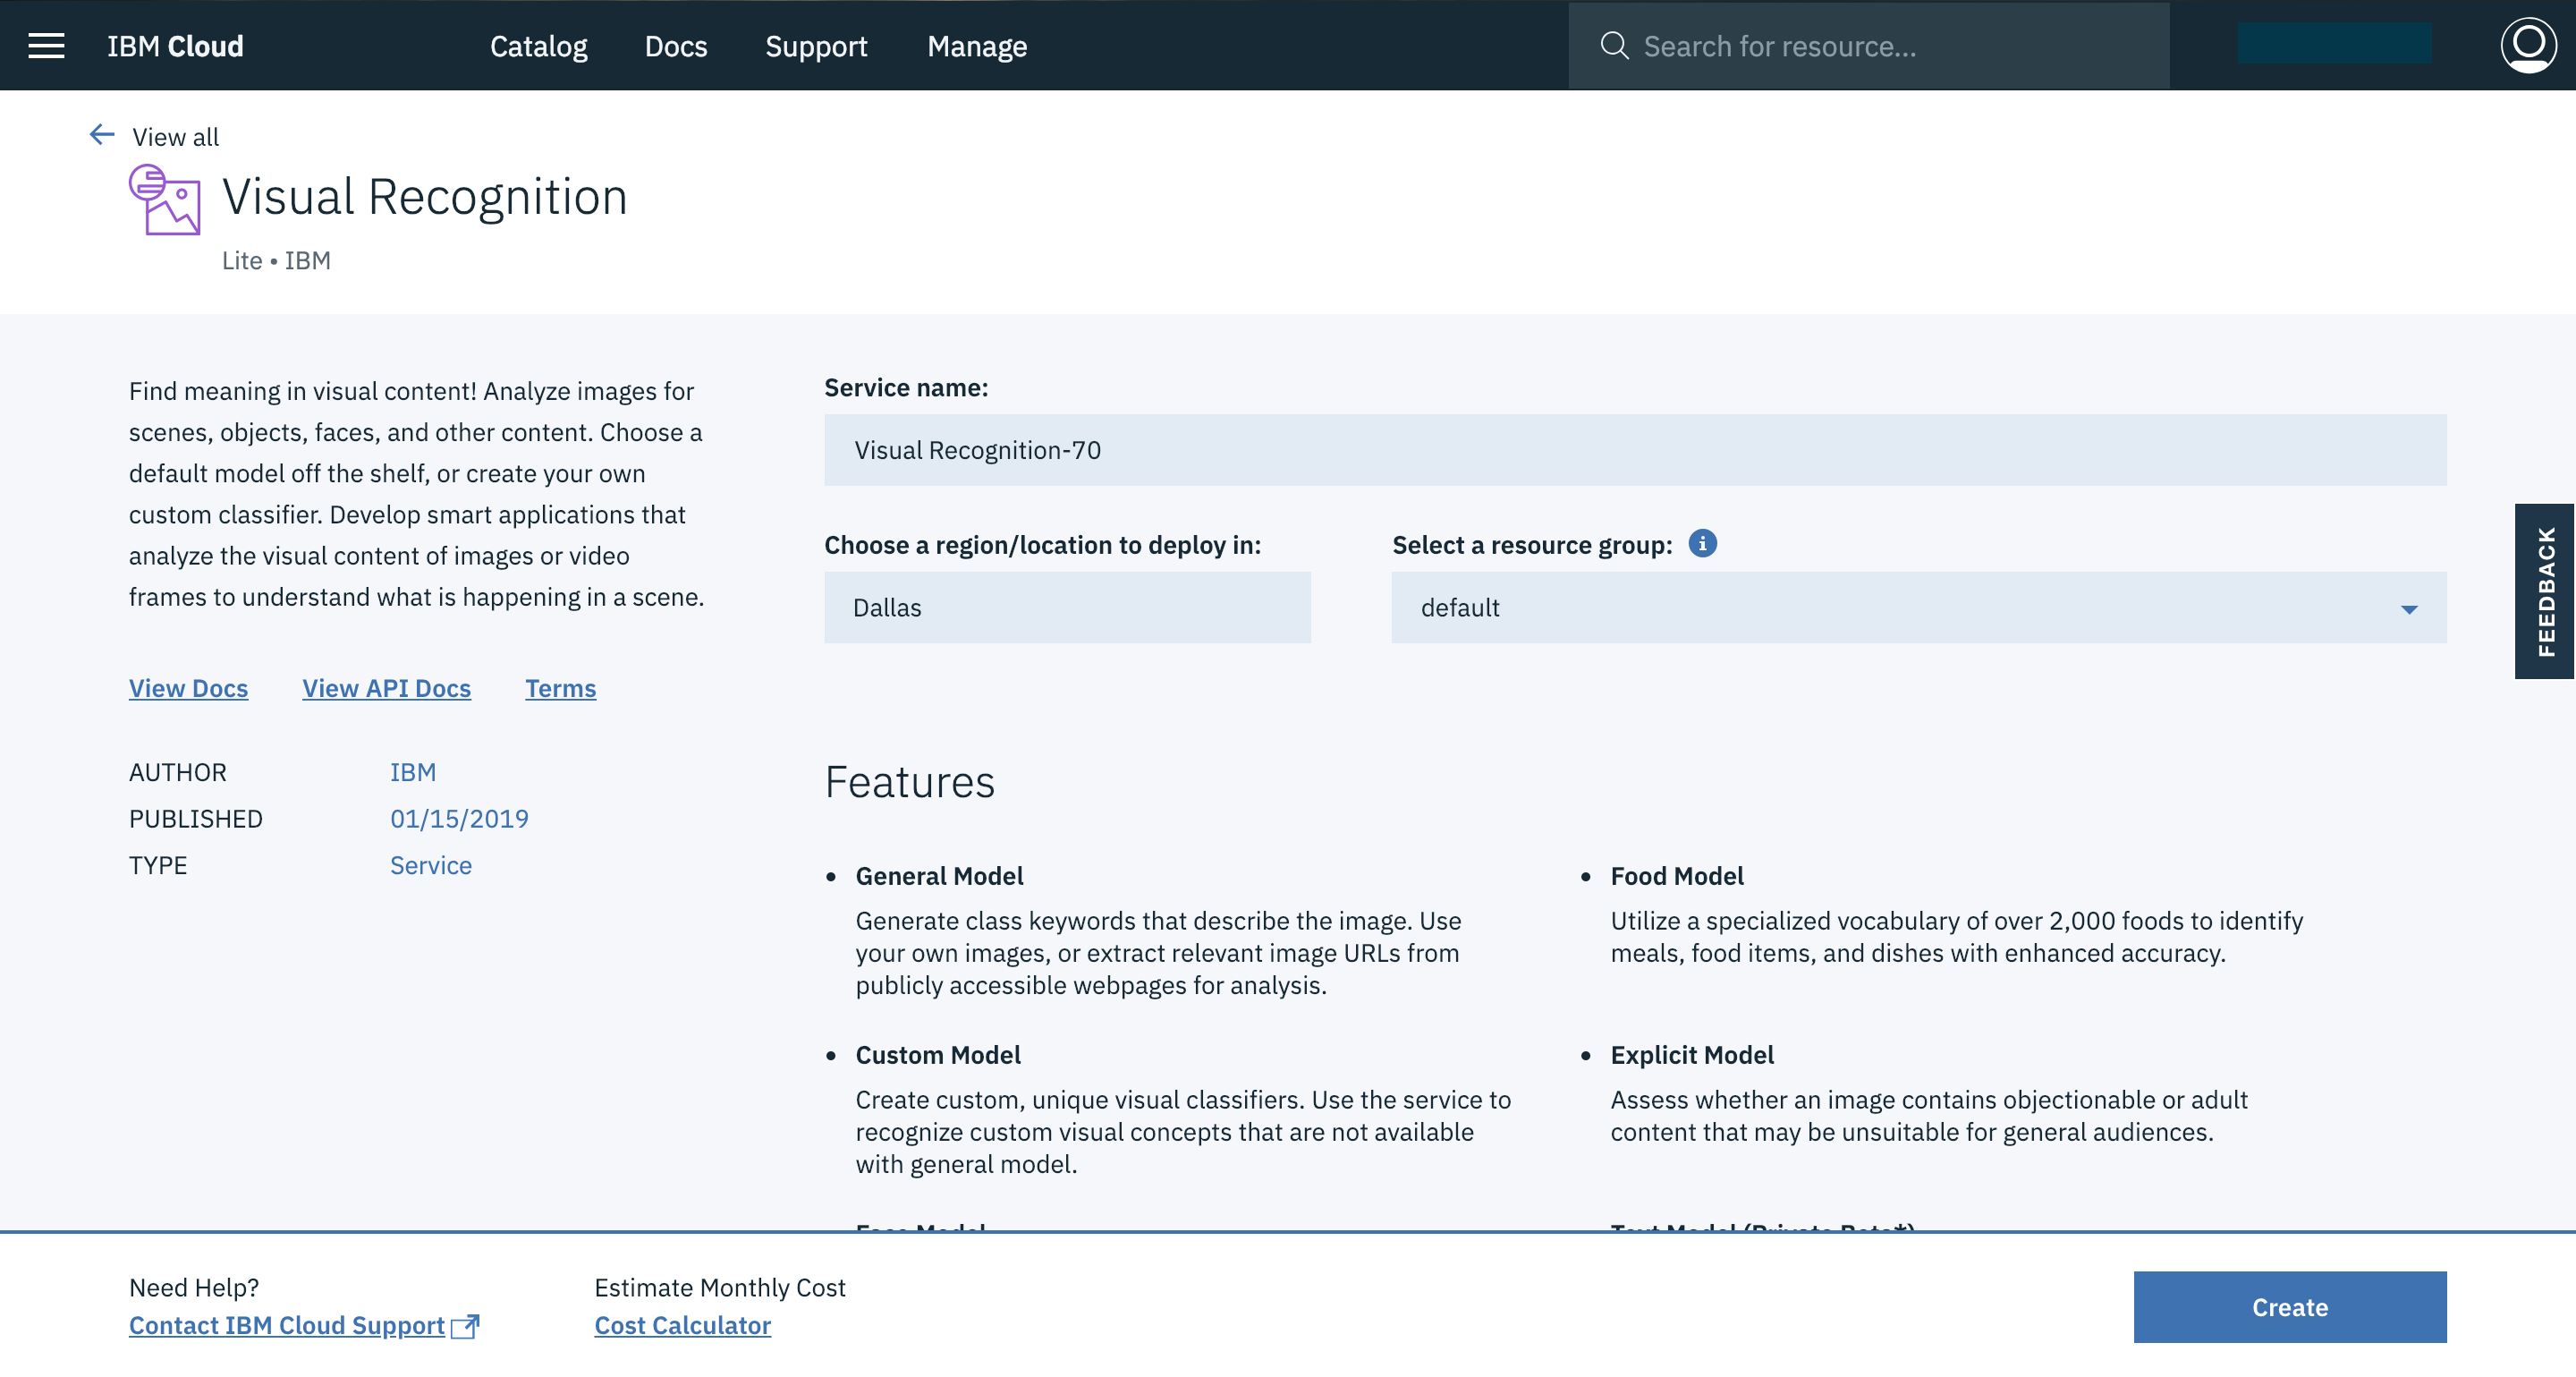 IBM Cloud Catalog Docs Support Manage Search for resource...
View all
Visual Recognition
Lite • IBM
Find meaning in visual content! Analyze images for
scenes, objects, faces, and other content. Choose a
default model off the shelf, or create your own
custom classifier. Develop smart applications that
analyze the visual content of images or video
frames to understand what is happening in a scene.
View Docs View API Docs Terms
AUTHOR IBM
PUBLISHED 01/15/2019
TYPE Service
Service name:
Visual Recognition-70
Choose a region/location to deploy in:
Dallas
Select a resource group:
default
Features
General Model
Generate class keywords that describe the image. Use
your own images, or extract relevant image URLs from
publicly accessible webpages for analysis.
Food Model
Utilize a specialized vocabulary of over 2,000 foods to identify
meals, food items, and dishes with enhanced accuracy.
Custom Model
Create custom, unique visual classifiers. Use the service to
recognize custom visual concepts that are not available
with general model.
Explicit Model
Assess whether an image contains objectionable or adult
content that may be unsuitable for general audiences.
Face Model
Text Model (Private Beta*)
FEEDBACK
Need Help?
Contact IBM Cloud Support
Estimate Monthly Cost
Cost Calculator
Create